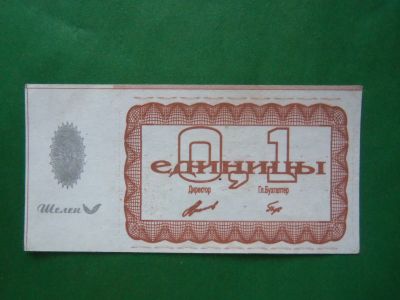 0,1
единицы
Директор Гл.Бухгалтер
Шелен